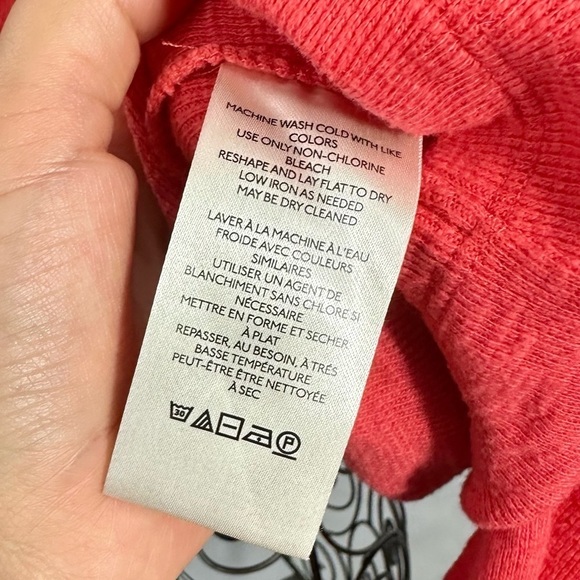 MACHINE WASH COLD WITH LIKE
COLORS
USE ONLY NON-CHLORINE
BLEACH
RESHAPE AND LAY FLAT TO DRY
LOW IRON AS NEEDED
MAY BE DRY CLEANED
LAVER À LA MACHINE À L'EAU
FROIDE AVEC COULEURS
SIMILAIRES
UTILISER UN AGENT DE
BLANCHIMENT SANS CHLORE SI
NÉCESSAIRE
METTRE EN FORME ET SECHER
À PLAT
REPASSER, AU BESOIN, À TRÉS
BASSE TEMPÉRATURE
PEUT-ÊTRE ÊTRE NETTOYÉE
À SEC
30 P